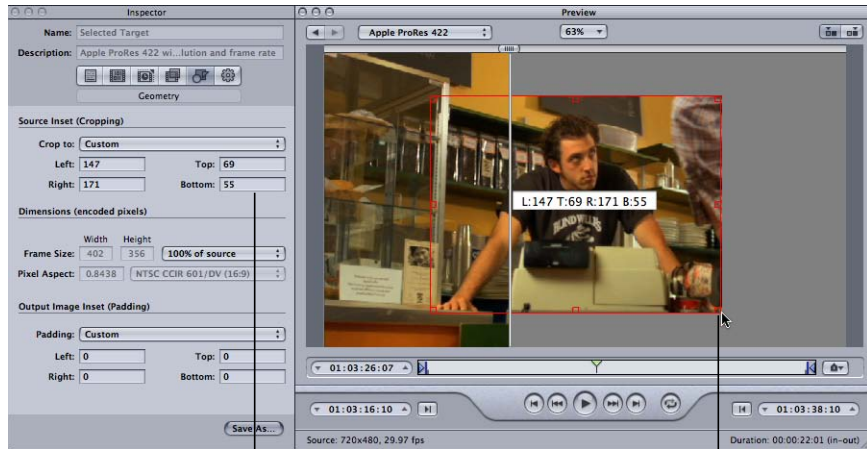 Inspector
Name: Selected Target
Description: Apple ProRes 422 wi...lution and frame rate
Geometry
Source Inset (Cropping)
Crop to: Custom
Left: 147 Top: 69
Right: 171 Bottom: 55
Dimensions (encoded pixels)
Width Height
Frame Size: 402 356 100% of source
Pixel Aspect: 0.8438 NTSC CCIR 601/DV (16:9)
Output Image Inset (Padding)
Padding: Custom
Left: 0 Top: 0
Right: 0 Bottom: 0
Save As...
Preview
Apple ProRes 422 63%
L:147 T:69 R:171 B:55
BLIND WILLIES
01:03:26:07
01:03:16:10 01:03:38:10
Source: 720x480, 29.97 fps Duration: 00:00:22:01 (in-out)